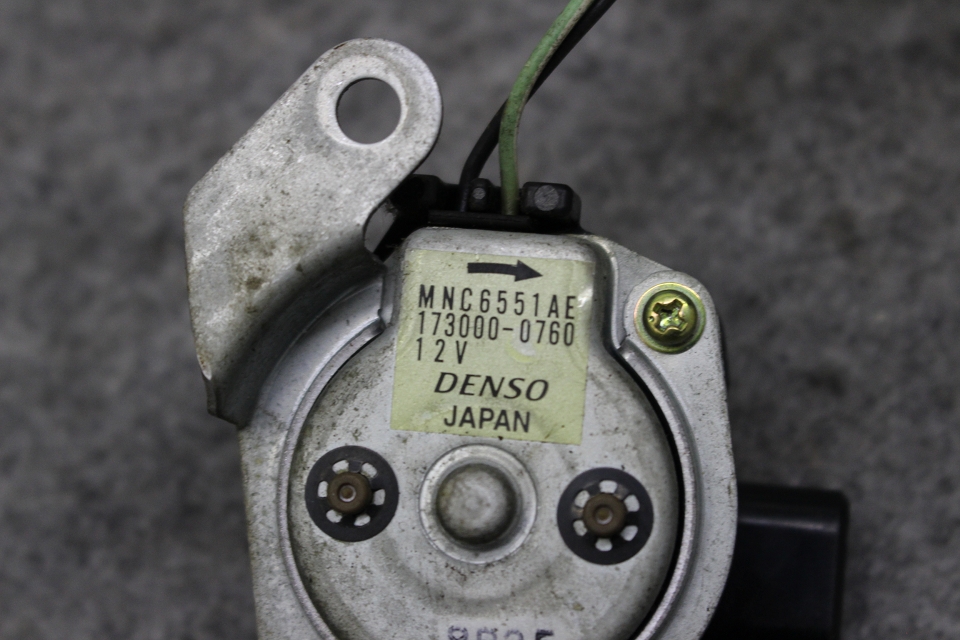 MNC6551AE
173000-0760
12V
DENSO
JAPAN